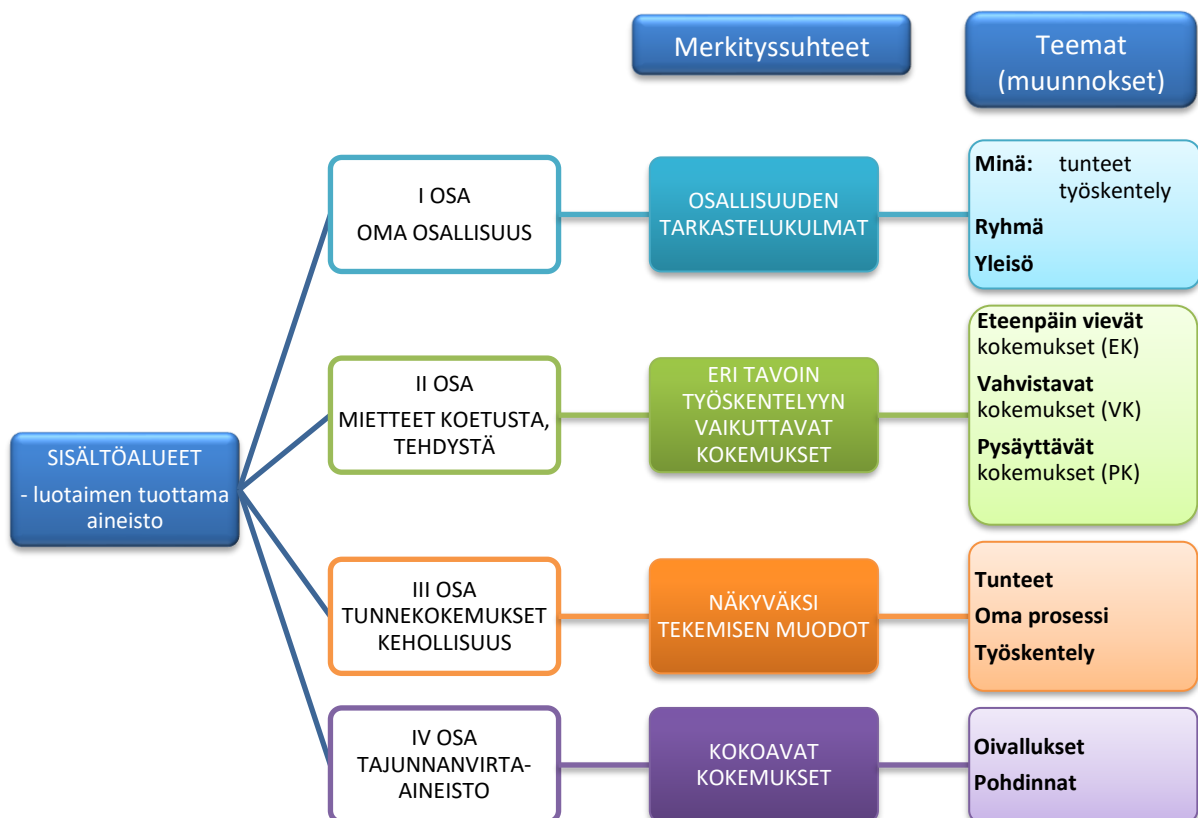 Merkityssuhteet
Teemat
(muunnokset)
SISÄLTÖALUEET
- luotaimen tuottama
aineisto
I OSA
OMA OSALLISUUS
OSALLISUUDEN
TARKASTELUKULMAT
Minä: tunteet
työskentely
Ryhmä
Yleisö
II OSA
MIETTEET KOETUSTA,
TEHDYSTÄ
ERI TAVOIN
TYÖSKENTELYYN
VAIKUTTAVAT
KOKEMUKSET
Eteenpäin vievät
kokemukset (EK)
Vahvistavat
kokemukset (VK)
Pysäyttävät
kokemukset (PK)
III OSA
TUNNEKOKEMUKSET
KEHOLLISUUS
NÄKYVÄKSI
TEKEMISEN MUODOT
Tunteet
Oma prosessi
Työskentely
IV OSA
TAJUNNANVIRTA-
AINEISTO
KOKOAVAT
KOKEMUKSET
Oivallukset
Pohdinnat